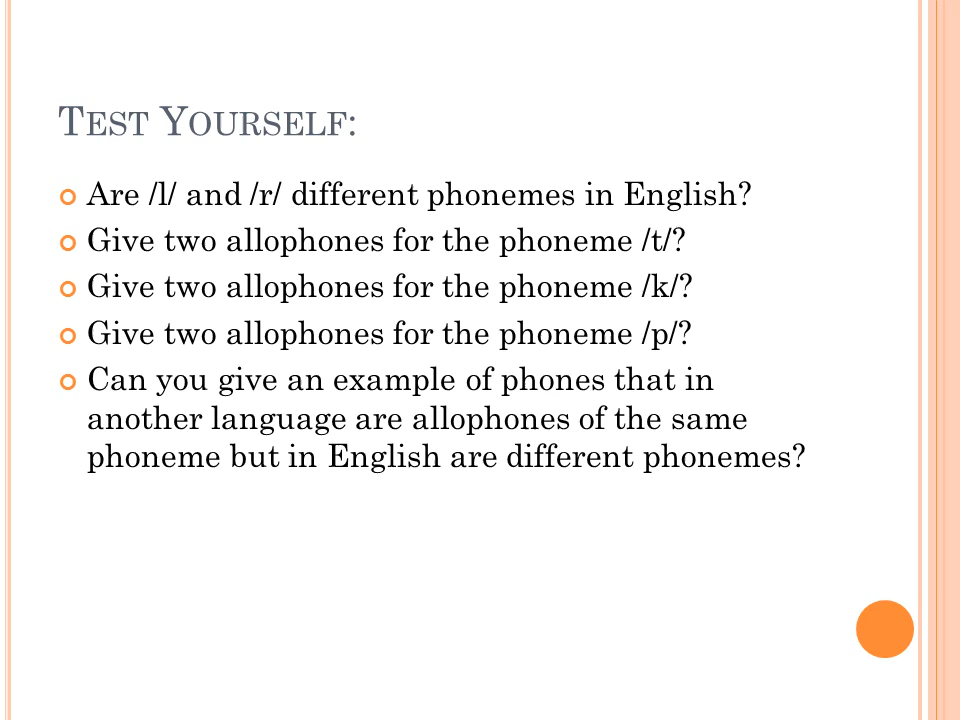 TEST YOURSELF:
Are /l/ and /r/ different phonemes in English?
Give two allophones for the phoneme /t/?
Give two allophones for the phoneme /k/?
Give two allophones for the phoneme /p/?
Can you give an example of phones that in
another language are allophones of the same
phoneme but in English are different phonemes?